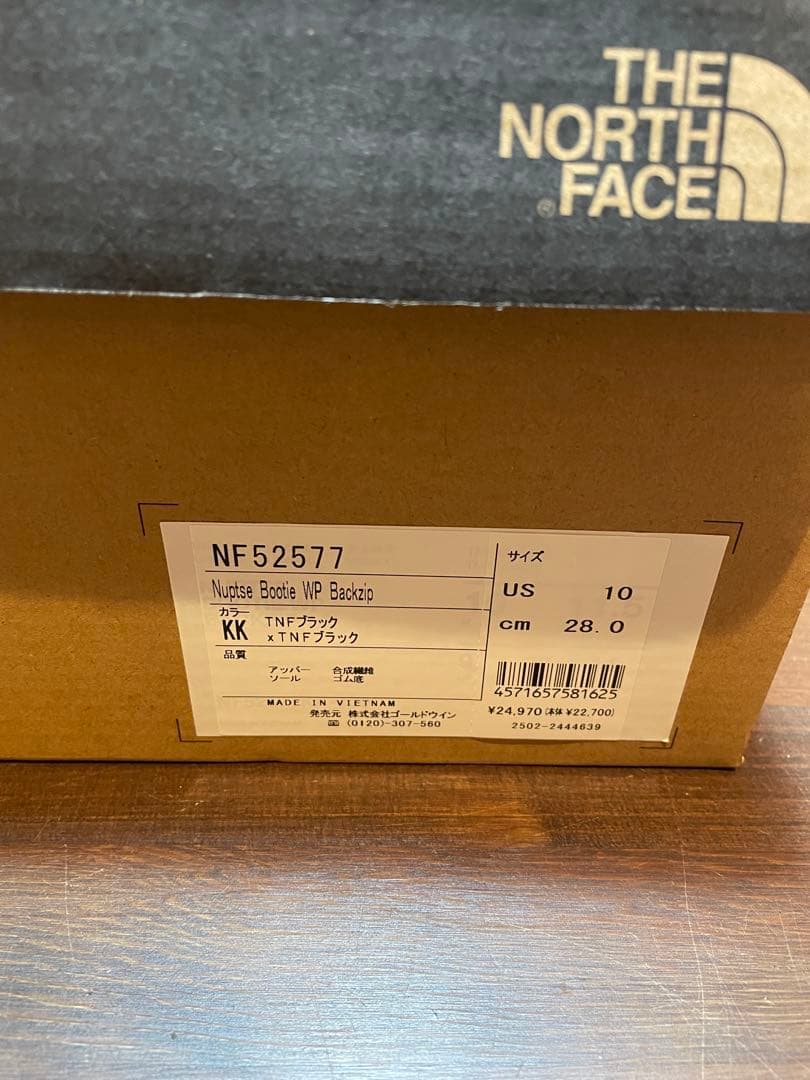 THE
NORTH
FACE
®
NF52577
Nuptse Bootie WP Backzip
カラー
KK
TNFブラック
xTNFブラック
品質
アッパー 合成繊維
ソール ゴム底
MADE IN VIETNAM
発売元 株式会社ゴールドウイン
(0120)-307-560
サイズ
US 10
cm 28.0
4571657581625
¥24,970(本体 ¥22,700)
2502-2444639